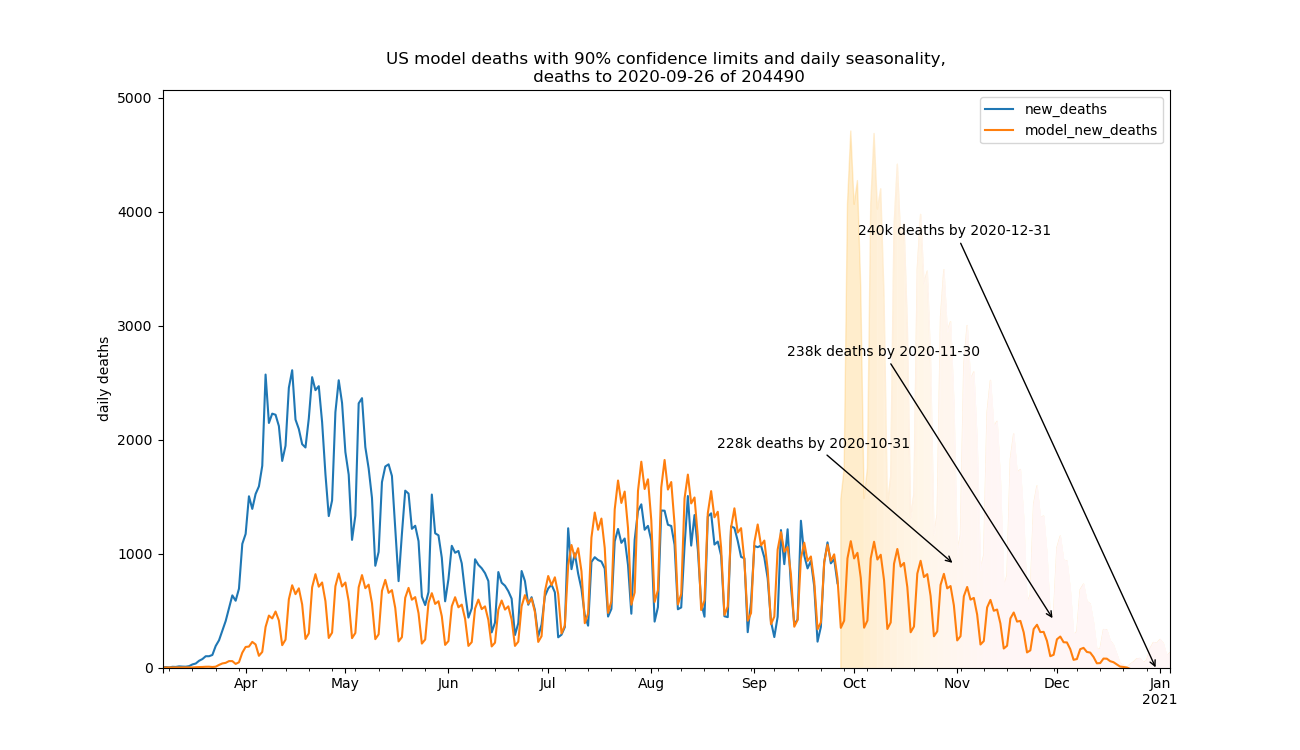 US model deaths with 90% confidence limits and daily seasonality,
deaths to 2020-09-26 of 204490
new_deaths
model_new_deaths
daily deaths
5000
4000
3000
2000
1000
0
240k deaths by 2020-12-31
238k deaths by 2020-11-30
228k deaths by 2020-10-31
Apr May Jun Jul Aug Sep Oct Nov Dec Jan
2021